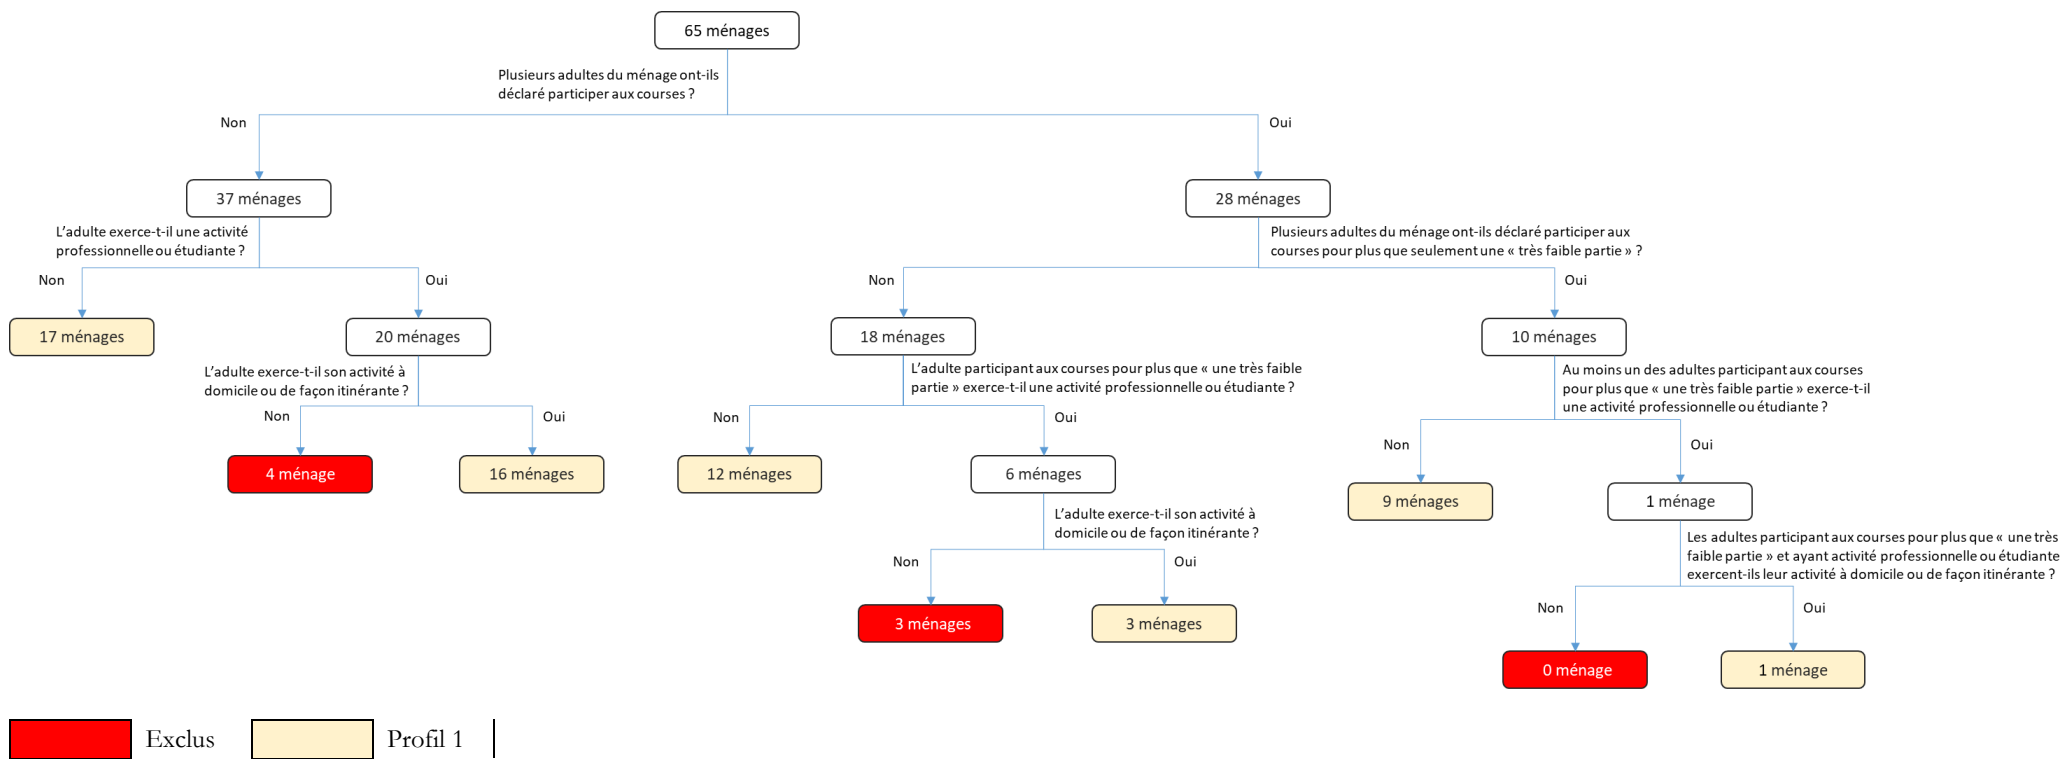 65 ménages
Plusieurs adultes du ménage ont-ils
déclaré participer aux courses ?
Non
Oui
37 ménages
28 ménages
L'adulte exerce-t-il une activité
professionnelle ou étudiante ?
Plusieurs adultes du ménage ont-ils déclaré participer aux
courses pour plus que seulement une « très faible partie » ?
Non
Oui
Non
Oui
17 ménages
20 ménages
18 ménages
10 ménages
L'adulte exerce-t-il son activité à
domicile ou de façon itinérante ?
L'adulte participant aux courses pour plus que « une très faible
partie » exerce-t-il une activité professionnelle ou étudiante ?
Au moins un des adultes participant aux courses
pour plus que « une très faible partie » exerce-t-il
une activité professionnelle ou étudiante ?
Non
Oui
Non
Oui
Non
Oui
4 ménage
16 ménages
12 ménages
6 ménages
9 ménages
1 ménage
L'adulte exerce-t-il son activité à
domicile ou de façon itinérante ?
Les adultes participant aux courses pour plus que « une très
faible partie » et ayant activité professionnelle ou étudiante
exercent-ils leur activité à domicile ou de façon itinérante ?
Non
Oui
Non
Oui
3 ménages
3 ménages
0 ménage
1 ménage
Exclus
Profil 1